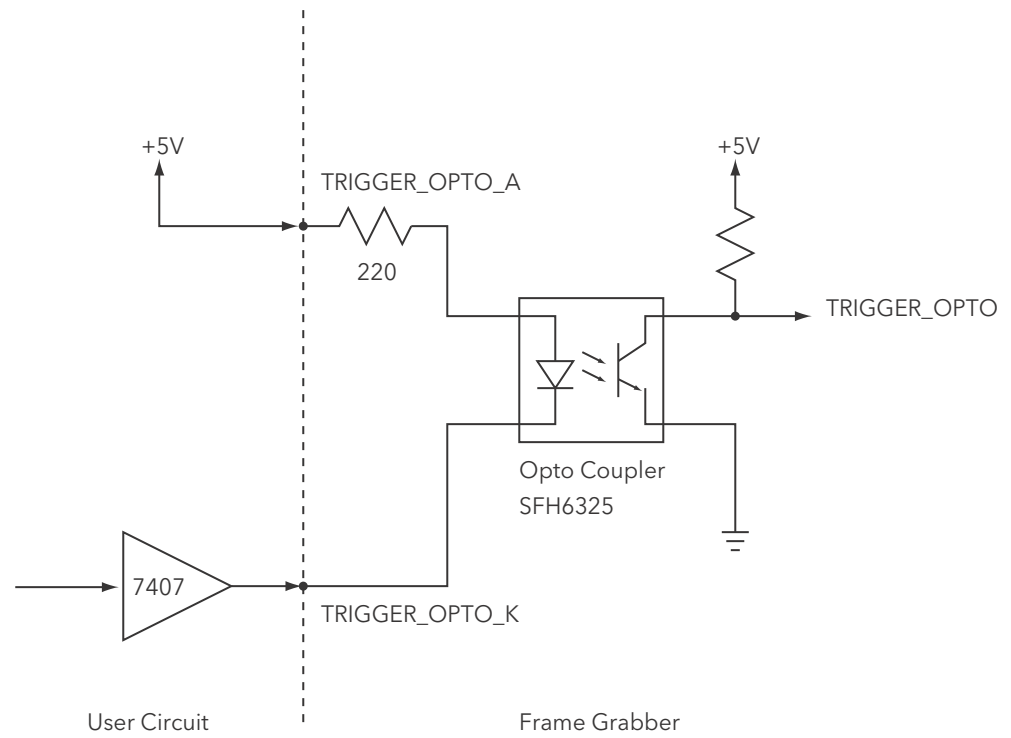 +5V
+5V
TRIGGER_OPTO_A
220
TRIGGER_OPTO
Opto Coupler
SFH6325
7407
TRIGGER_OPTO_K
User Circuit
Frame Grabber